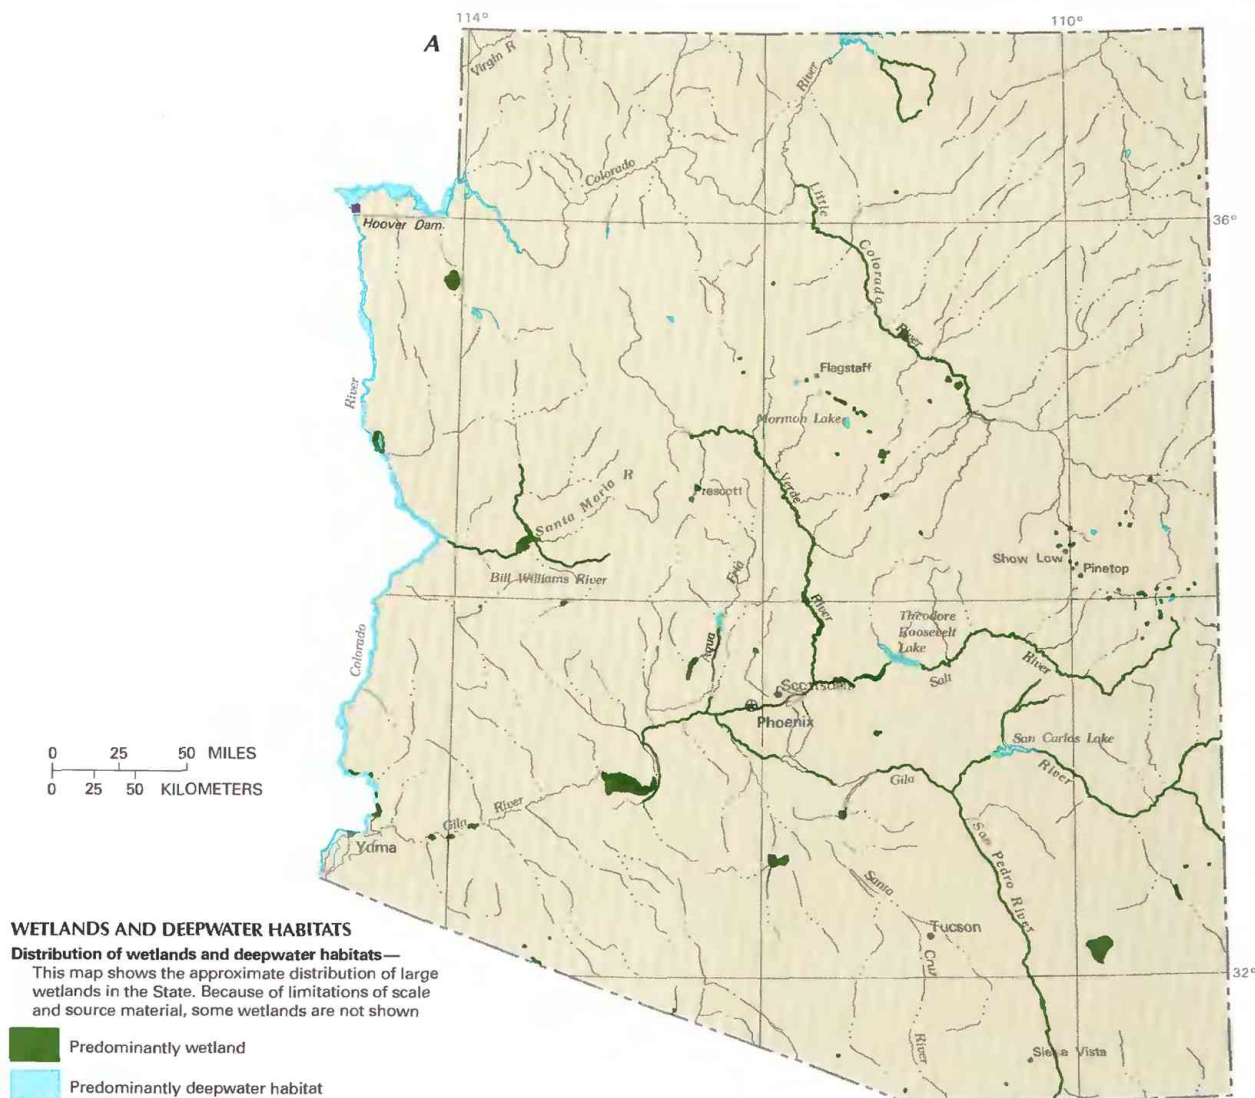 114°
110°
A
Virgin R
River
Colorado
Little
Hoover Dam
36°
Colorado
River
River
Flagstaff
Mormon Lake
Verde
Prescott
Santa Maria R
Show Low
Pinetop
Bill Williams River
Fria
River
Theodore
Roosevelt
Lake
Colorado
Agua
River
Salt
Scottsdale
Phoenix
San Carlos Lake
0 25 50 MILES
0 25 50 KILOMETERS
River
Gila
Gila River
San Pedro River
Yuma
Santa
Tucson
Cruz
32°
River
Sierra Vista
WETLANDS AND DEEPWATER HABITATS
Distribution of wetlands and deepwater habitats—
This map shows the approximate distribution of large
wetlands in the State. Because of limitations of scale
and source material, some wetlands are not shown
Predominantly wetland
Predominantly deepwater habitat